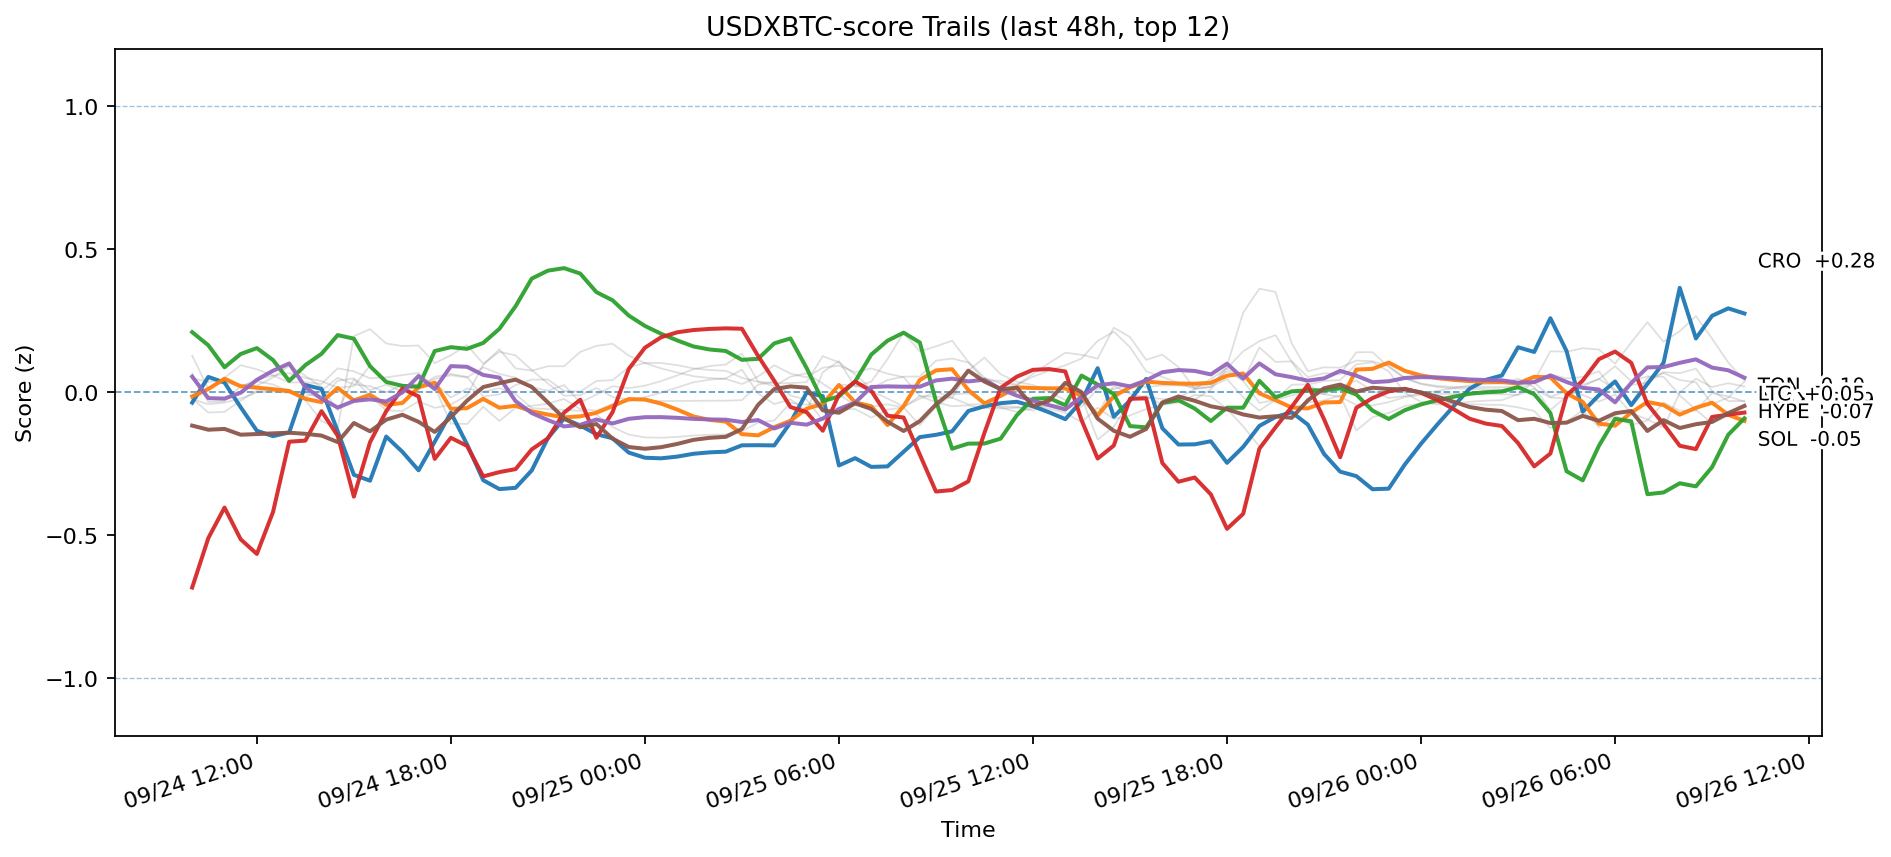 USDXBTC-score Trails (last 48h, top 12)
Score (z)
1.0
0.5
0.0
−0.5
−1.0
CRO +0.28
TON
LTC +0.05
HYPE -0.07
SOL -0.05
09/24 12:00
09/24 18:00
09/25 00:00
09/25 06:00
09/25 12:00
09/25 18:00
09/26 00:00
09/26 06:00
09/26 12:00
Time